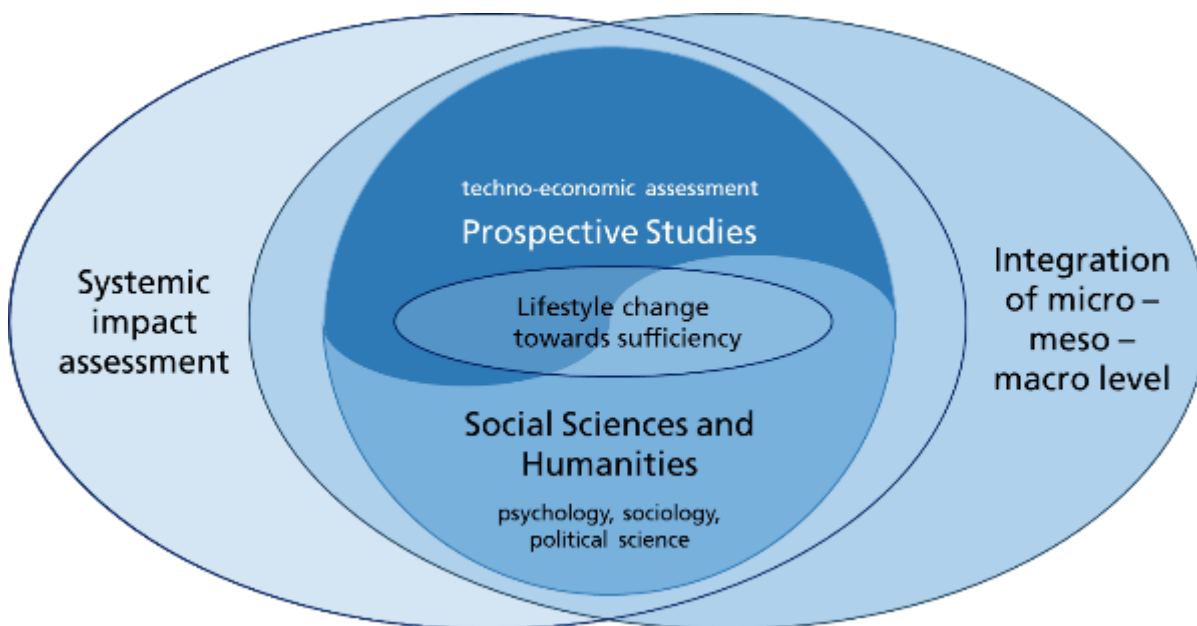 Systemic
impact
assessment
techno-economic assessment
Prospective Studies
Lifestyle change
towards sufficiency
Social Sciences and
Humanities
psychology, sociology,
political science
Integration
of micro –
meso –
macro level